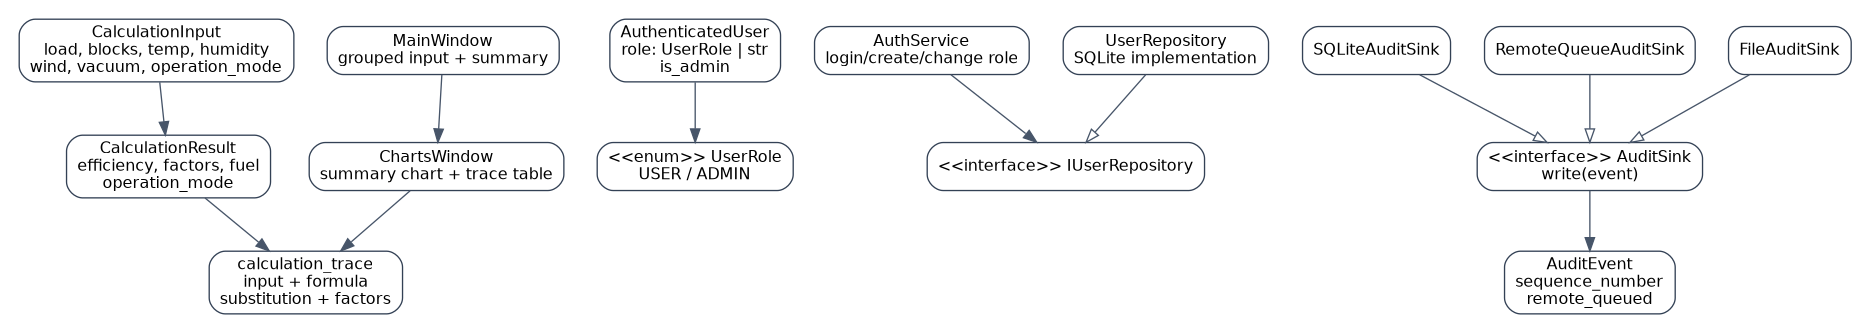 CalculationInput
load, blocks, temp, humidity
wind, vacuum, operation_mode
MainWindow
grouped input + summary
AuthenticatedUser
role: UserRole | str
is_admin
AuthService
login/create/change role
UserRepository
SQLite implementation
SQLiteAuditSink
RemoteQueueAuditSink
FileAuditSink
CalculationResult
efficiency, factors, fuel
operation_mode
ChartsWindow
summary chart + trace table
<<enum>> UserRole
USER / ADMIN
<<interface>> IUserRepository
<<interface>> AuditSink
write(event)
calculation_trace
input + formula
substitution + factors
AuditEvent
sequence_number
remote_queued